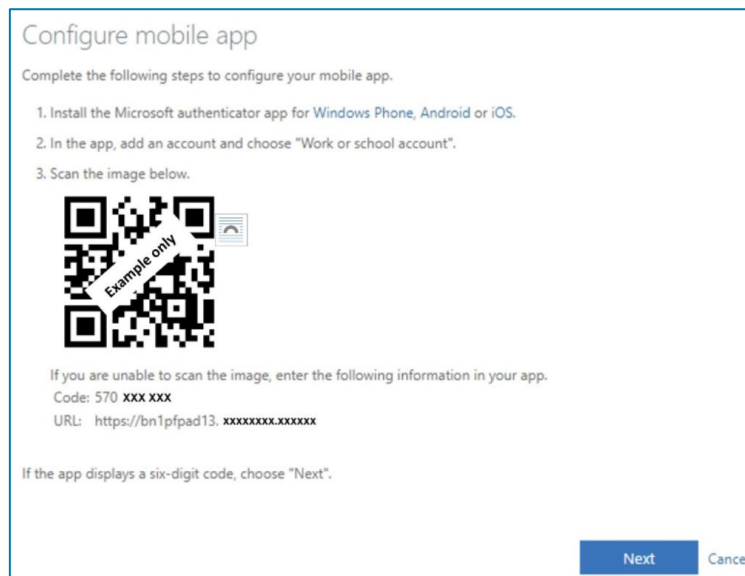 Configure mobile app
Complete the following steps to configure your mobile app.
1. Install the Microsoft authenticator app for Windows Phone, Android or iOS.
2. In the app, add an account and choose "Work or school account".
3. Scan the image below.
Example only
If you are unable to scan the image, enter the following information in your app.
Code: 570 xxx xxx
URL: https://bn1pfpad13. xxxxxxxx.xxxxxx
If the app displays a six-digit code, choose "Next".
Next Cance